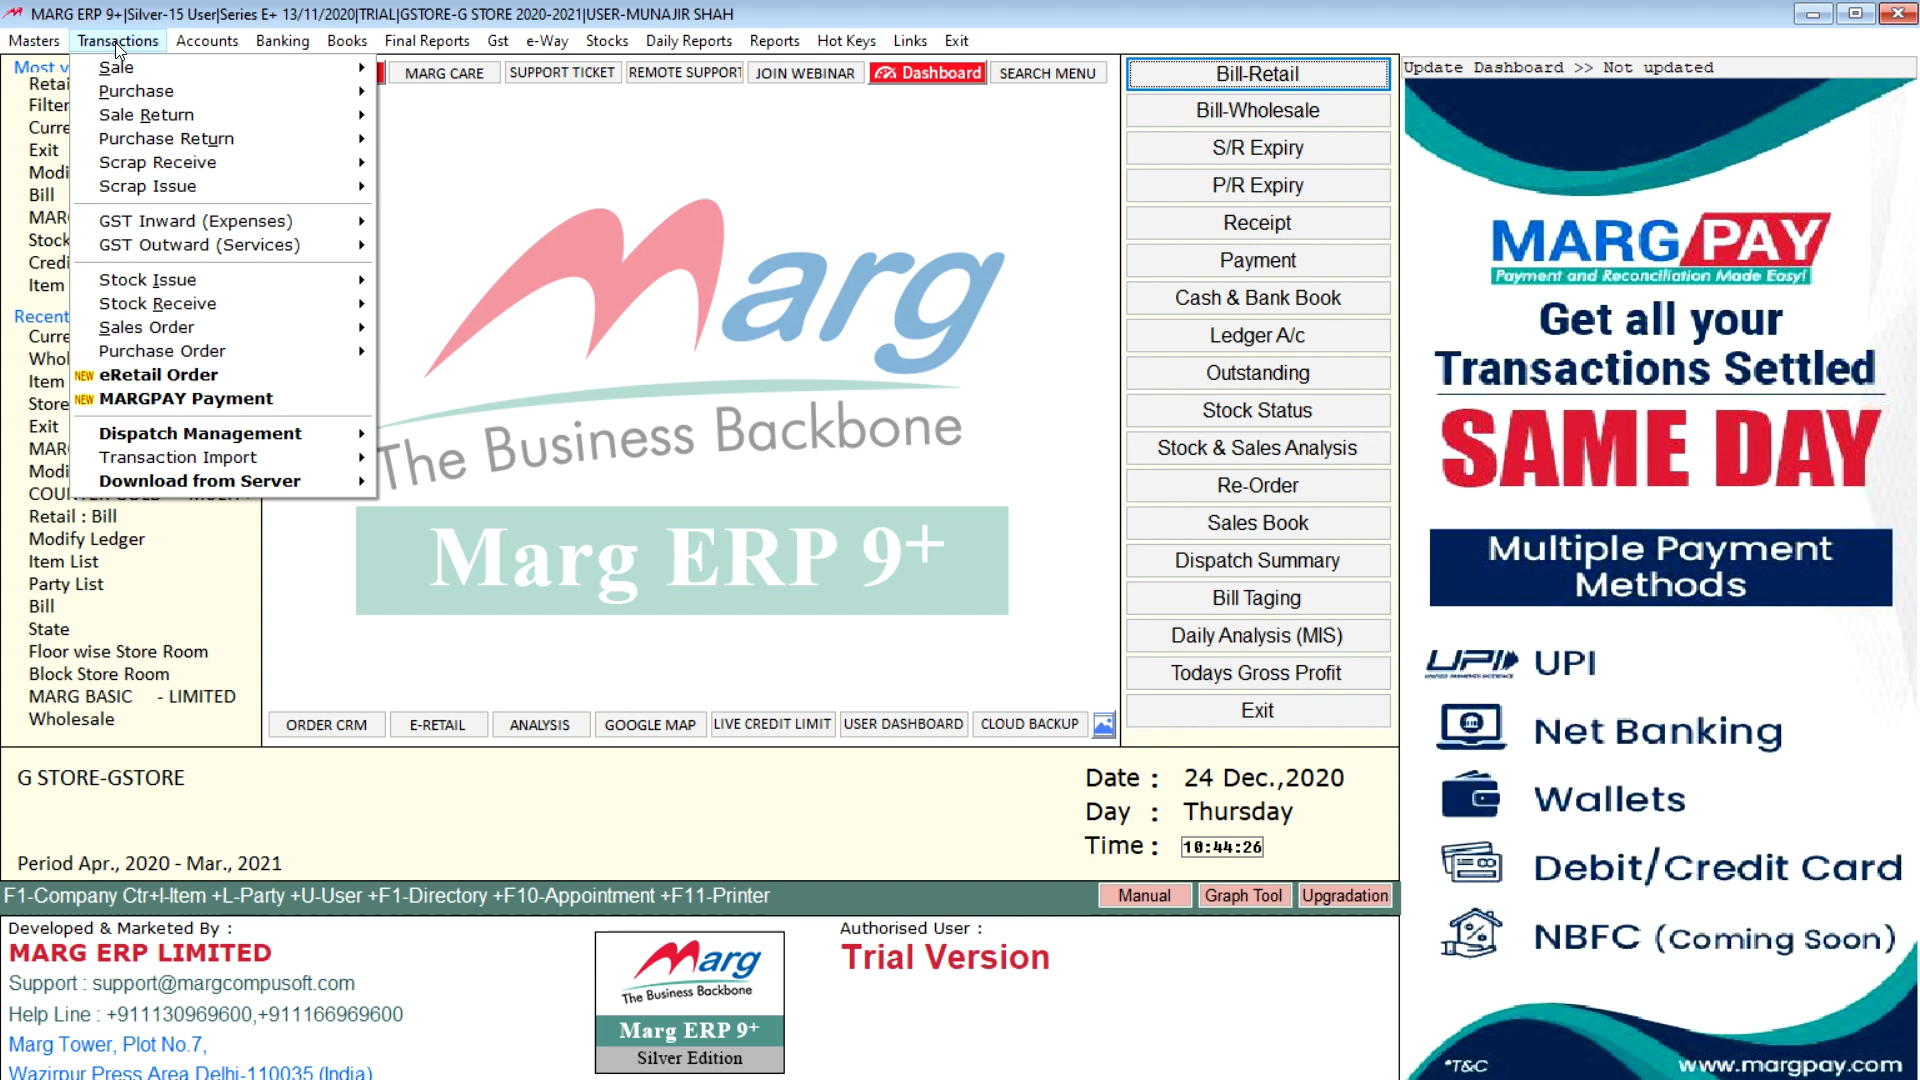 MARG ERP 9+|Silver-15 User|Series E+ 13/11/2020|TRIAL|GSTORE-G STORE 2020-2021|USER-MUNAJIR SHAH
Masters Transactions Accounts Banking Books Final Reports Gst e-Way Stocks Daily Reports Reports Hot Keys Links Exit
Most v
Retai
Filter
Curre
Exit
Modi
Bill
MAR
Stock
Credi
Item
Recent
Curre
Whol
Item
Store
Exit
MAR
Modi
Retail : Bill
Modify Ledger
Item List
Party List
Bill
State
Floor wise Store Room
Block Store Room
MARG BASIC - LIMITED
Wholesale
Sale
Purchase
Sale Return
Purchase Return
Scrap Receive
Scrap Issue
GST Inward (Expenses)
GST Outward (Services)
Stock Issue
Stock Receive
Sales Order
Purchase Order
NEW eRetail Order
NEW MARGPAY Payment
Dispatch Management
Transaction Import
Download from Server
MARG CARE SUPPORT TICKET REMOTE SUPPORT JOIN WEBINAR Dashboard SEARCH MENU
Marg
The Business Backbone
Marg ERP 9+
ORDER CRM E-RETAIL ANALYSIS GOOGLE MAP LIVE CREDIT LIMIT USER DASHBOARD CLOUD BACKUP
Bill-Retail
Bill-Wholesale
S/R Expiry
P/R Expiry
Receipt
Payment
Cash & Bank Book
Ledger A/c
Outstanding
Stock Status
Stock & Sales Analysis
Re-Order
Sales Book
Dispatch Summary
Bill Taging
Daily Analysis (MIS)
Todays Gross Profit
Exit
Update Dashboard >> Not updated
MARG PAY
Payment and Reconciliation Made Easy!
Get all your
Transactions Settled
SAME DAY
Multiple Payment
Methods
UPI UPI
Net Banking
Wallets
Debit/Credit Card
NBFC (Coming Soon)
*T&C www.margpay.com
G STORE-GSTORE
Period Apr., 2020 - Mar., 2021
Date : 24 Dec.,2020
Day : Thursday
Time : 10:44:26
F1-Company Ctr+I-Item +L-Party +U-User +F1-Directory +F10-Appointment +F11-Printer
Manual Graph Tool Upgradation
Developed & Marketed By :
MARG ERP LIMITED
Support : support@margcompusoft.com
Help Line : +911130969600,+911166969600
Marg Tower, Plot No.7,
Wazirpur Press Area Delhi-110035 (India)
Marg
The Business Backbone
Marg ERP 9+
Silver Edition
Authorised User :
Trial Version